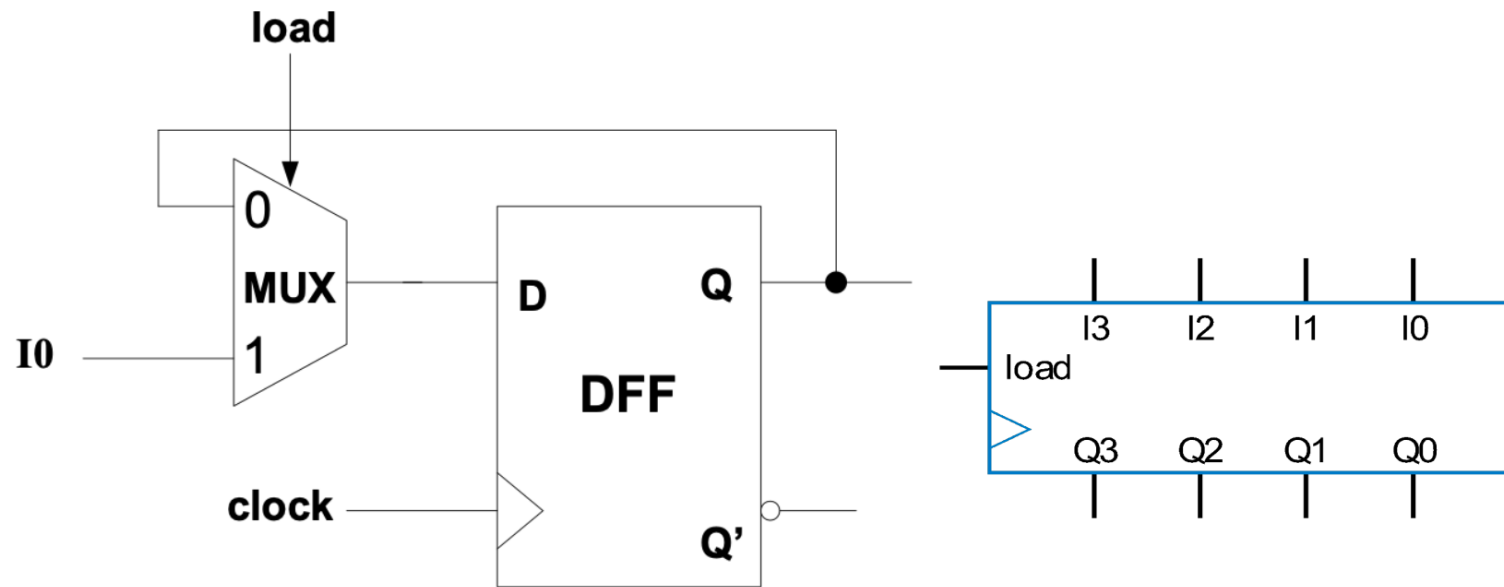 load
0
MUX
I0
1
D
Q
DFF
clock
Q’
I3 I2 I1 I0
load
Q3 Q2 Q1 Q0